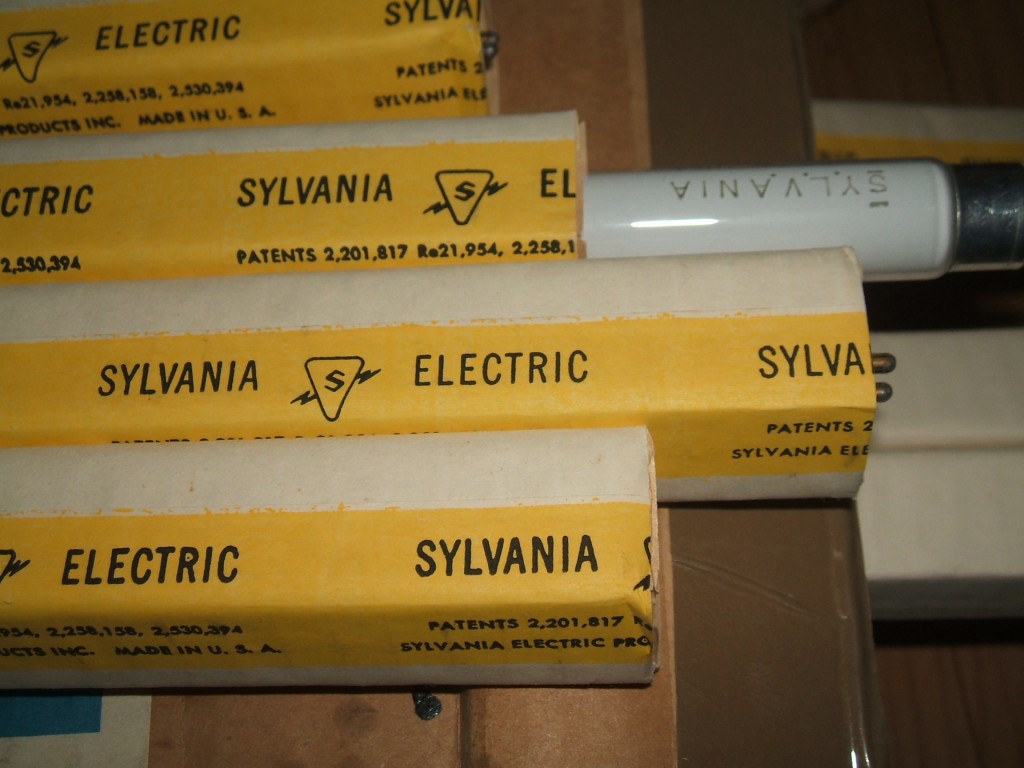 S ELECTRIC SYLVA
Re21,954, 2,258,158, 2,530,394 PATENTS 2
PRODUCTS INC. MADE IN U. S. A. SYLVANIA ELE
CTRIC SYLVANIA S EL
2,530,394 PATENTS 2,201,817 Re21,954, 2,258,1
SYLVANIA
SYLVANIA S ELECTRIC SYLVA
PATENTS 2
SYLVANIA ELE
ELECTRIC SYLVANIA
954, 2,258,158, 2,530,394 PATENTS 2,201,817
UCTS INC. MADE IN U. S. A. SYLVANIA ELECTRIC PRO